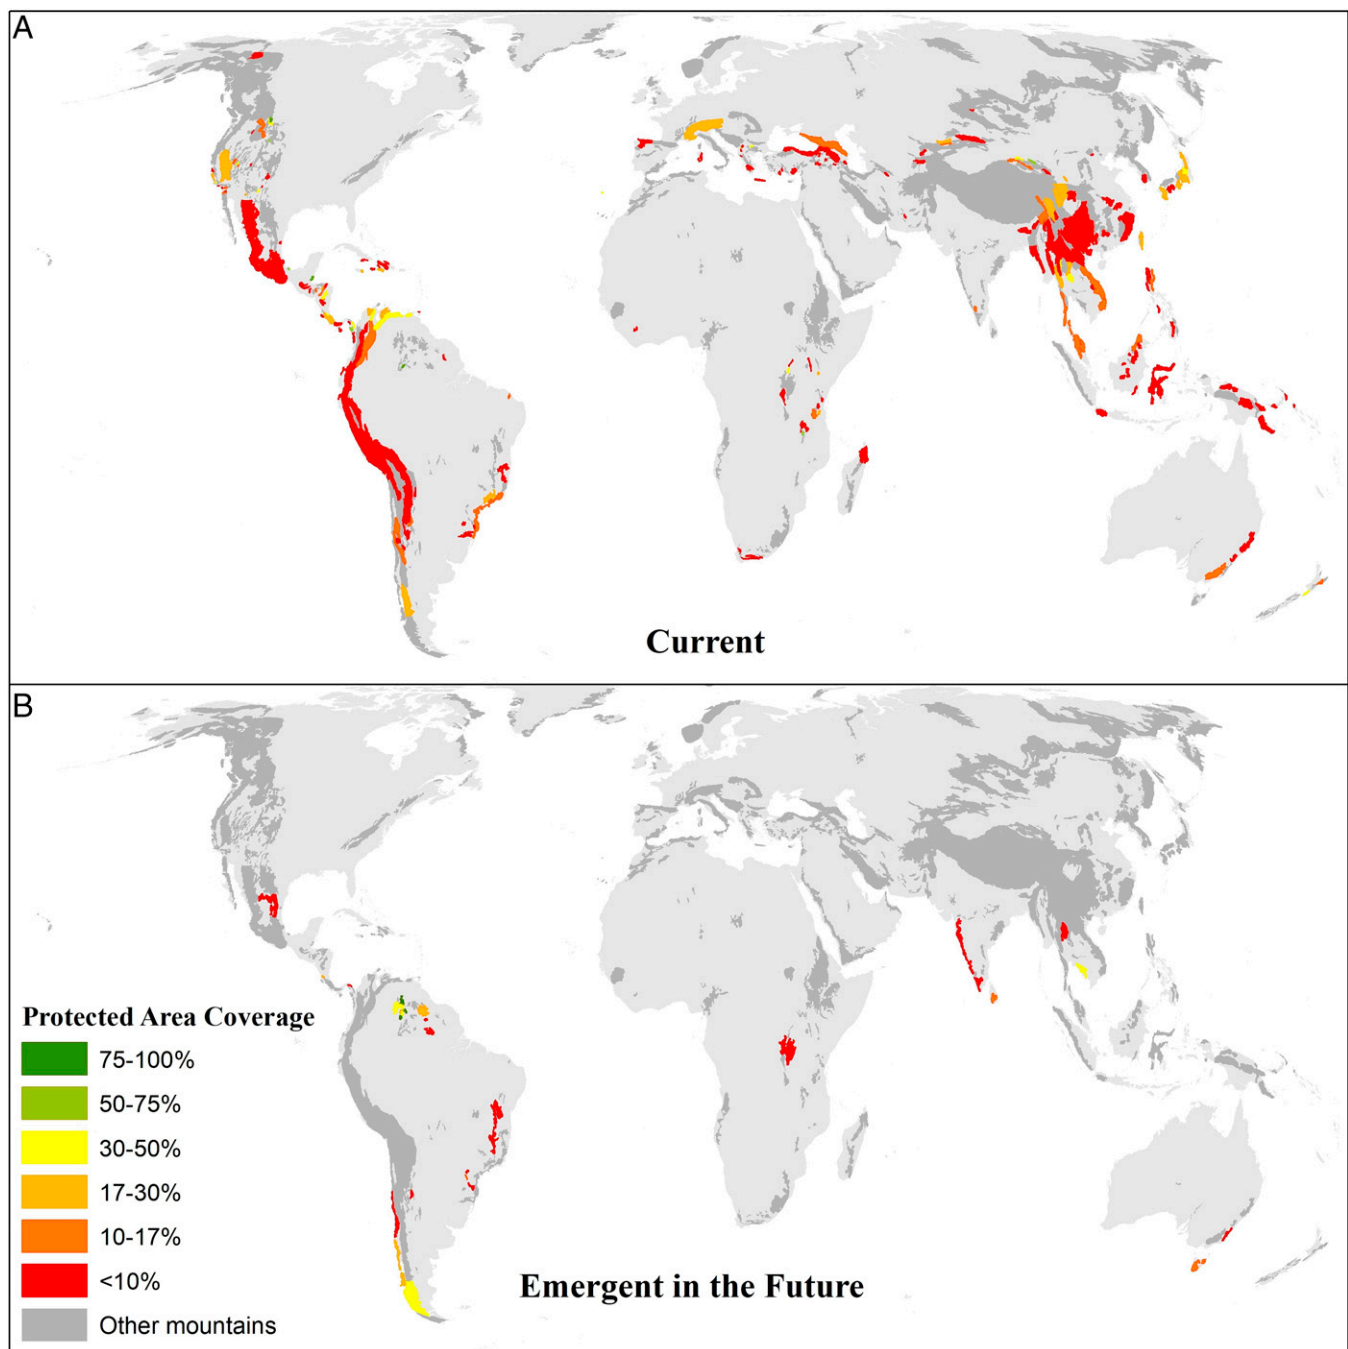 A
Current
B
Protected Area Coverage
75-100%
50-75%
30-50%
17-30%
10-17%
<10%
Other mountains
Emergent in the Future